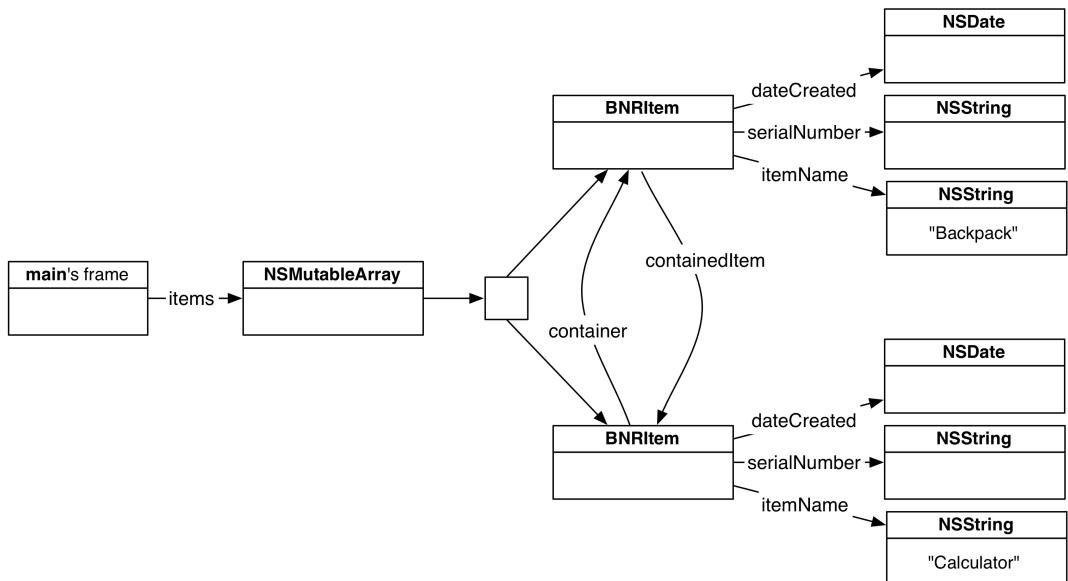 NSDate
dateCreated
BNRItem
NSString
serialNumber
itemName
NSString
"Backpack"
containedItem
main's frame
NSMutableArray
items
container
NSDate
dateCreated
BNRItem
NSString
serialNumber
itemName
NSString
"Calculator"